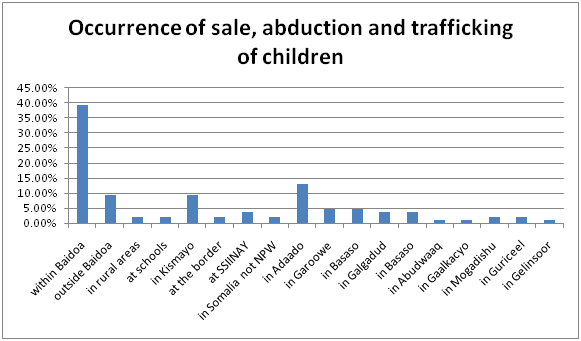 Occurrence of sale, abduction and trafficking
of children
45.00%
40.00%
35.00%
30.00%
25.00%
20.00%
15.00%
10.00%
5.00%
0.00%
within Baidoa
outside Baidoa
in rural areas
at schools
in Kismayo
at the border
at SSIINAY
in Somalia not NPW
in Adaado
in Garoowe
in Basaso
in Galgadud
in Basaso
in Abudwaaq
in Gaalkacyo
in Mogadishu
in Guriceel
in Gelinsoor